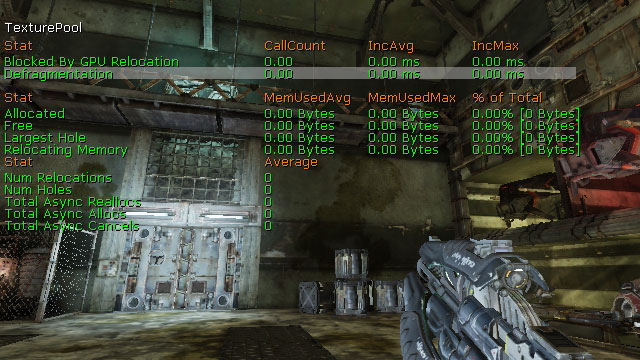 TexturePool
Stat CallCount IncAvg IncMax
Blocked By GPU Relocation 0.00 0.00 ms 0.00 ms
Defragmentation 0.00 0.00 ms 0.00 ms
Stat MemUsedAvg MemUsedMax % of Total
Allocated 0.00 Bytes 0.00 Bytes 0.00% [0 Bytes]
Free 0.00 Bytes 0.00 Bytes 0.00% [0 Bytes]
Largest Hole 0.00 Bytes 0.00 Bytes 0.00% [0 Bytes]
Relocating Memory 0.00 Bytes 0.00 Bytes 0.00% [0 Bytes]
Stat Average
Num Relocations 0
Num Holes 0
Total Async Reallocs 0
Total Async Allocs 0
Total Async Cancels 0